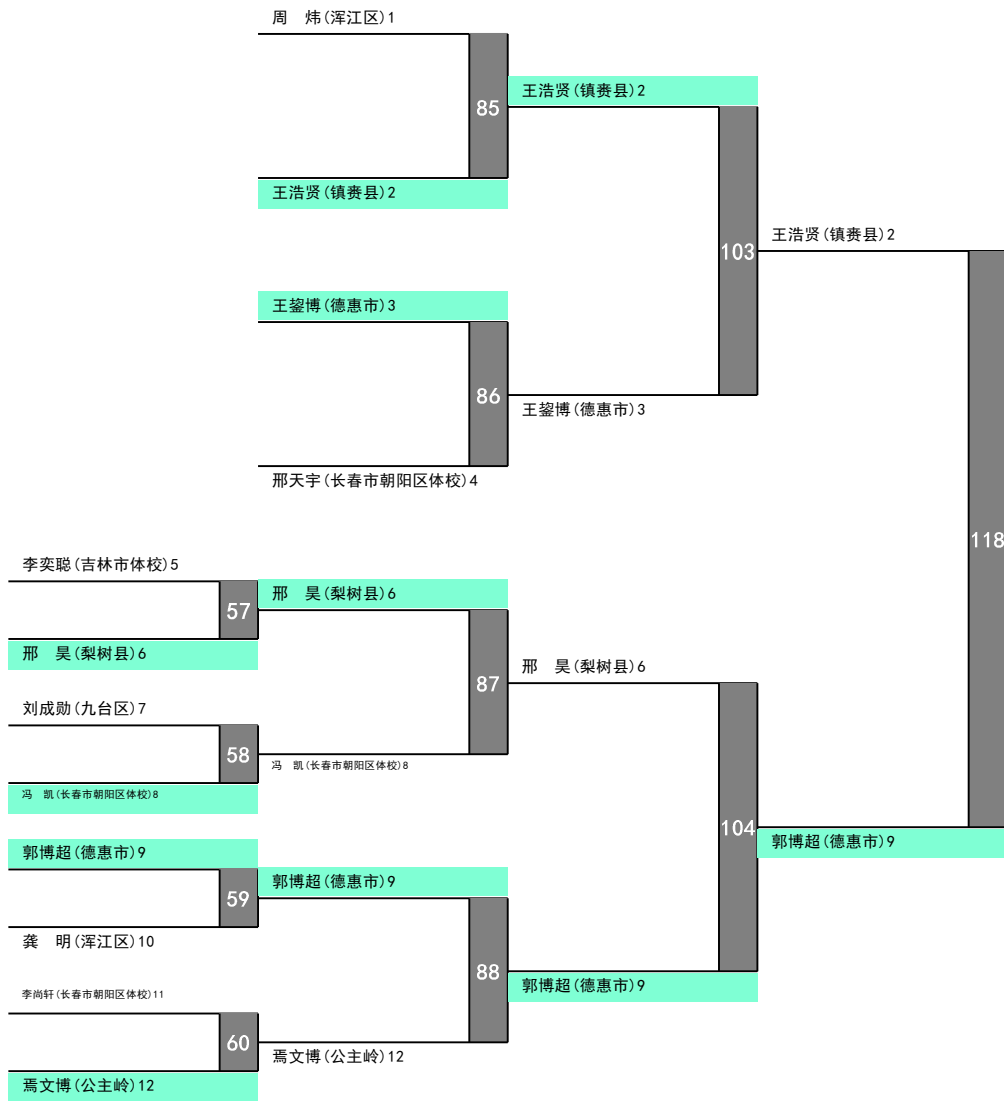 周　炜(浑江区)1
85
王浩贤(镇赉县)2
王浩贤(镇赉县)2
103
王浩贤(镇赉县)2
王鋆博(德惠市)3
86
王鋆博(德惠市)3
邢天宇(长春市朝阳区体校)4
118
李奕聪(吉林市体校)5
57
邢　昊(梨树县)6
邢　昊(梨树县)6
87
邢　昊(梨树县)6
刘成勋(九台区)7
58
冯　凯(长春市朝阳区体校)8
冯　凯(长春市朝阳区体校)8
104
郭博超(德惠市)9
郭博超(德惠市)9
59
郭博超(德惠市)9
龚　明(浑江区)10
88
郭博超(德惠市)9
李尚轩(长春市朝阳区体校)11
60
焉文博(公主岭)12
焉文博(公主岭)12